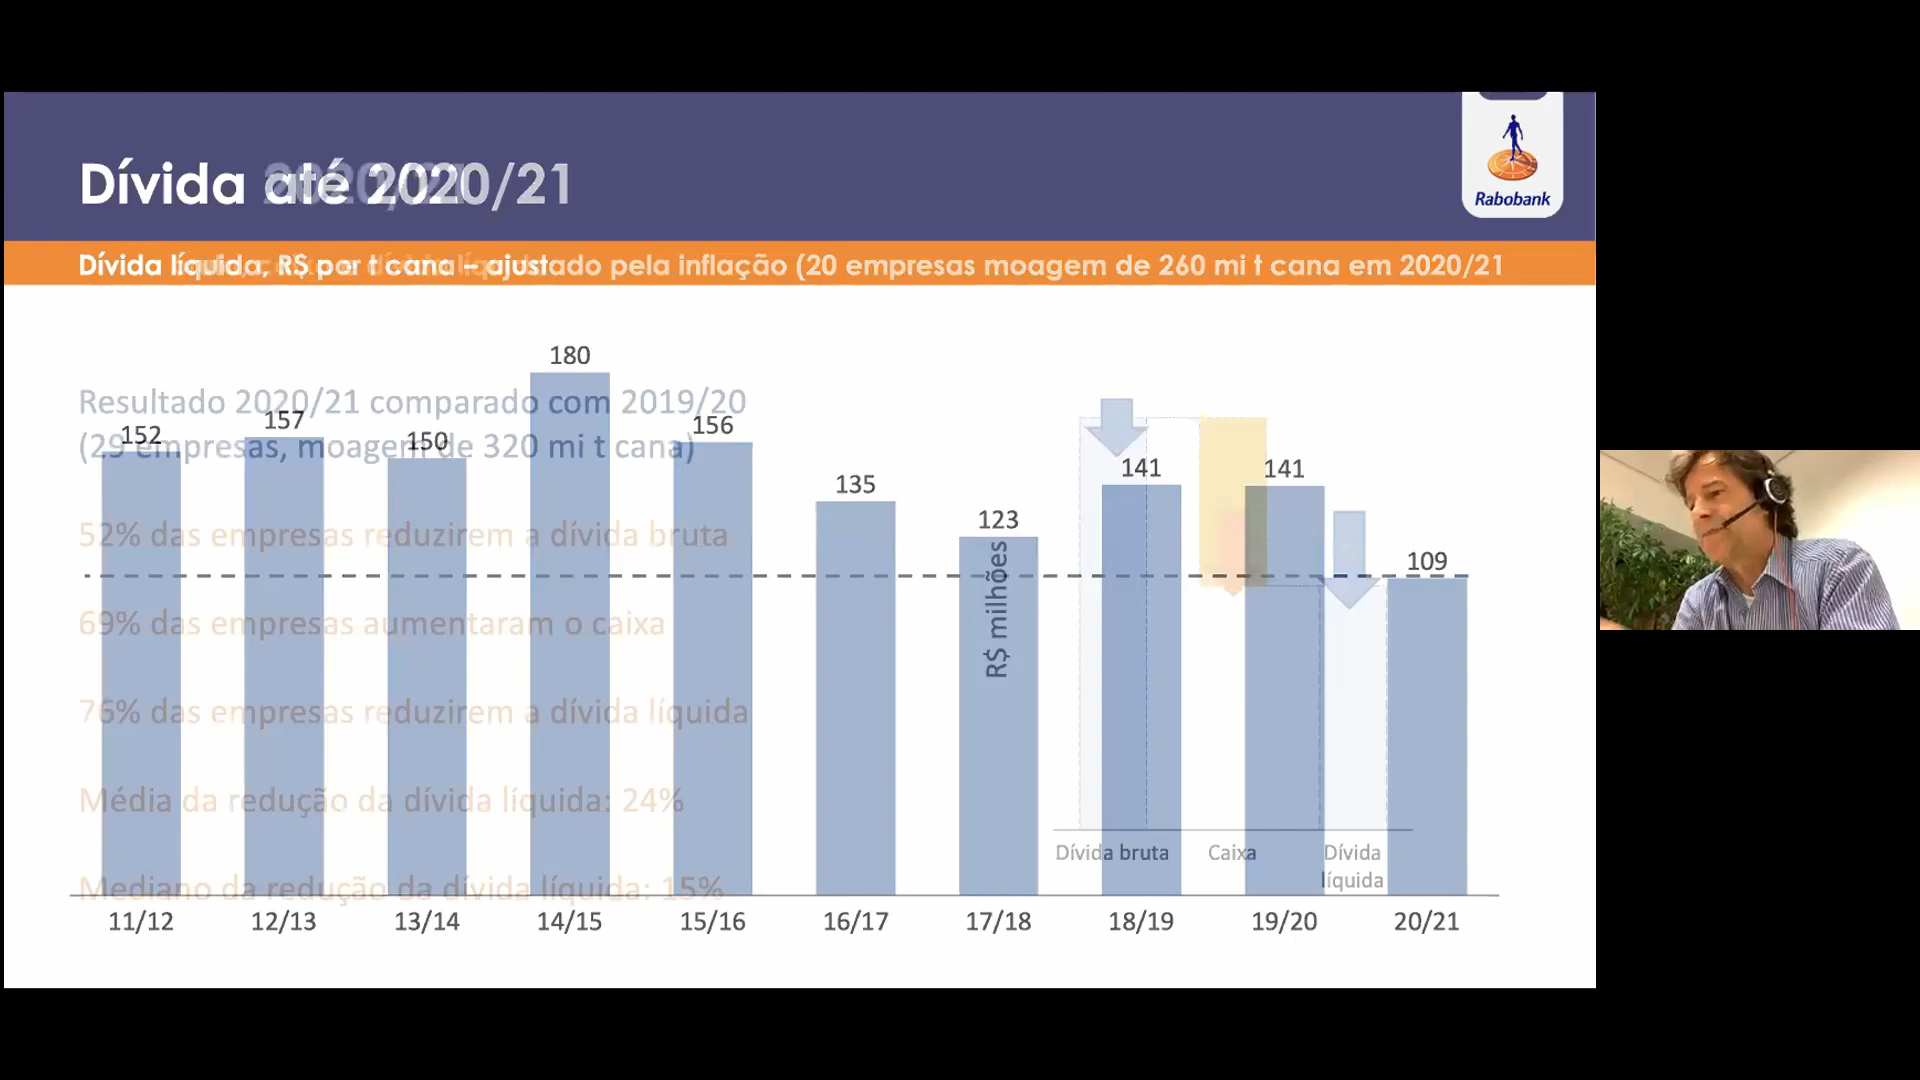 Dívida até 2020/21
Rabobank
Dívida líquida, R$ por t cana – ajustado pela inflação (20 empresas moagem de 260 mi t cana em 2020/21
Resultado 2020/21 comparado com 2019/20
(29 empresas, moagem de 320 mi t cana)
52% das empresas reduzirem a dívida bruta
69% das empresas aumentaram o caixa
76% das empresas reduzirem a dívida líquida
Média da redução da dívida líquida: 24%
Mediano da redução da dívida líquida: 15%
152
157
150
180
156
135
123
141
141
109
R$ milhões
Dívida bruta
Caixa
Dívida
líquida
11/12
12/13
13/14
14/15
15/16
16/17
17/18
18/19
19/20
20/21